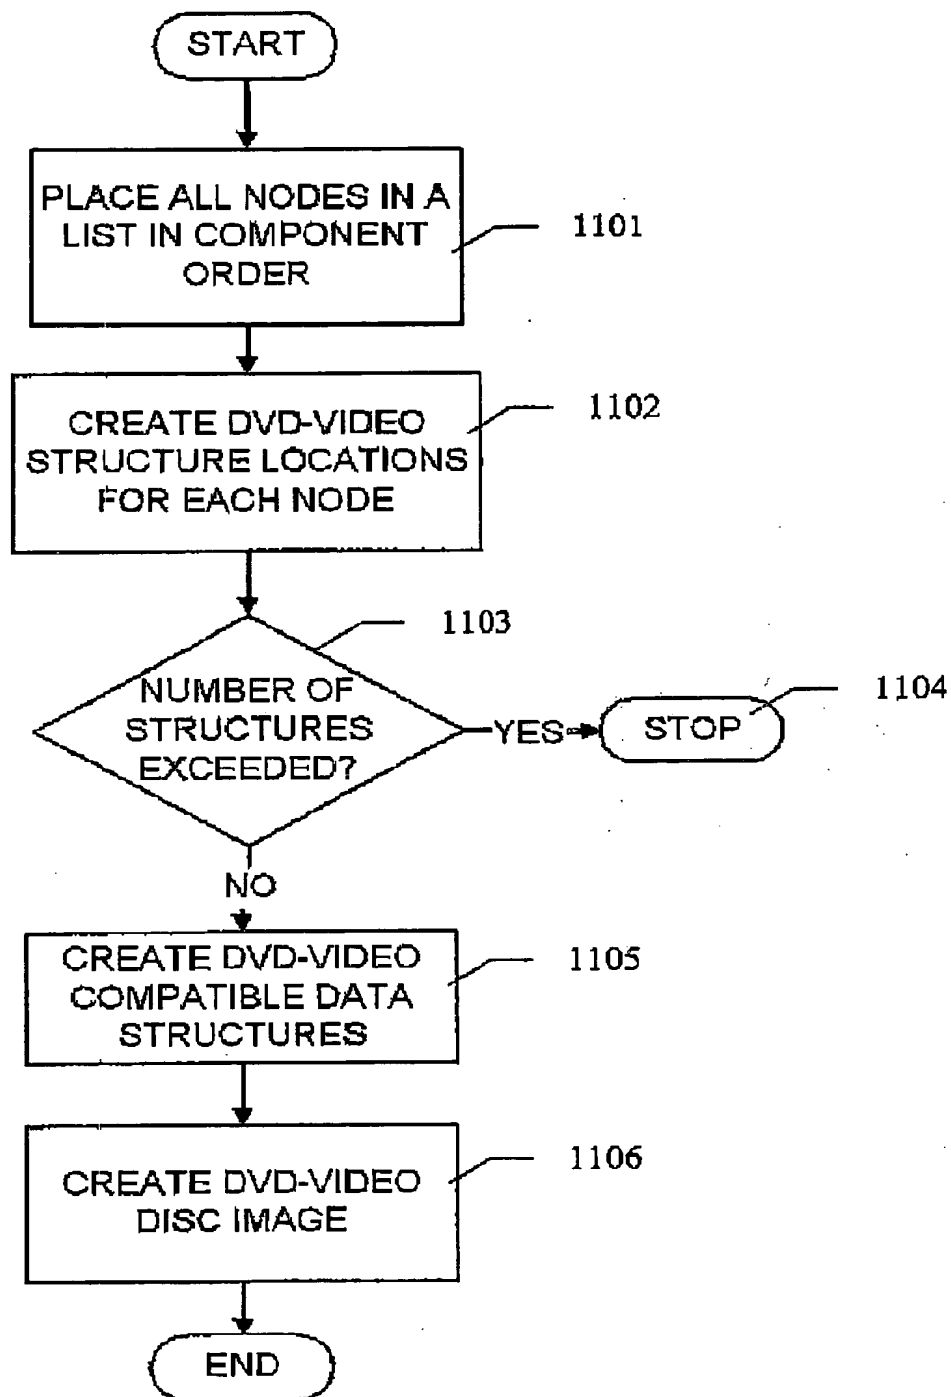 START
PLACE ALL NODES IN A
LIST IN COMPONENT
ORDER
1101
CREATE DVD-VIDEO
STRUCTURE LOCATIONS
FOR EACH NODE
1102
1103
NUMBER OF
STRUCTURES
EXCEEDED?
YES
STOP
1104
NO
CREATE DVD-VIDEO
COMPATIBLE DATA
STRUCTURES
1105
CREATE DVD-VIDEO
DISC IMAGE
1106
END